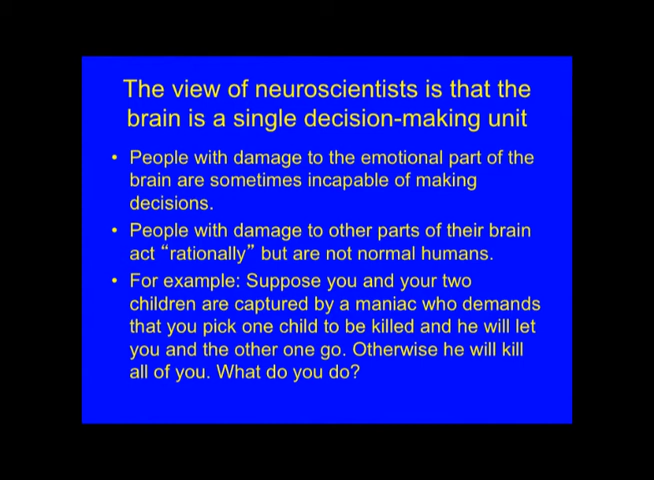 The view of neuroscientists is that the
brain is a single decision-making unit
• People with damage to the emotional part of the
brain are sometimes incapable of making
decisions.
• People with damage to other parts of their brain
act “rationally” but are not normal humans.
• For example: Suppose you and your two
children are captured by a maniac who demands
that you pick one child to be killed and he will let
you and the other one go. Otherwise he will kill
all of you. What do you do?